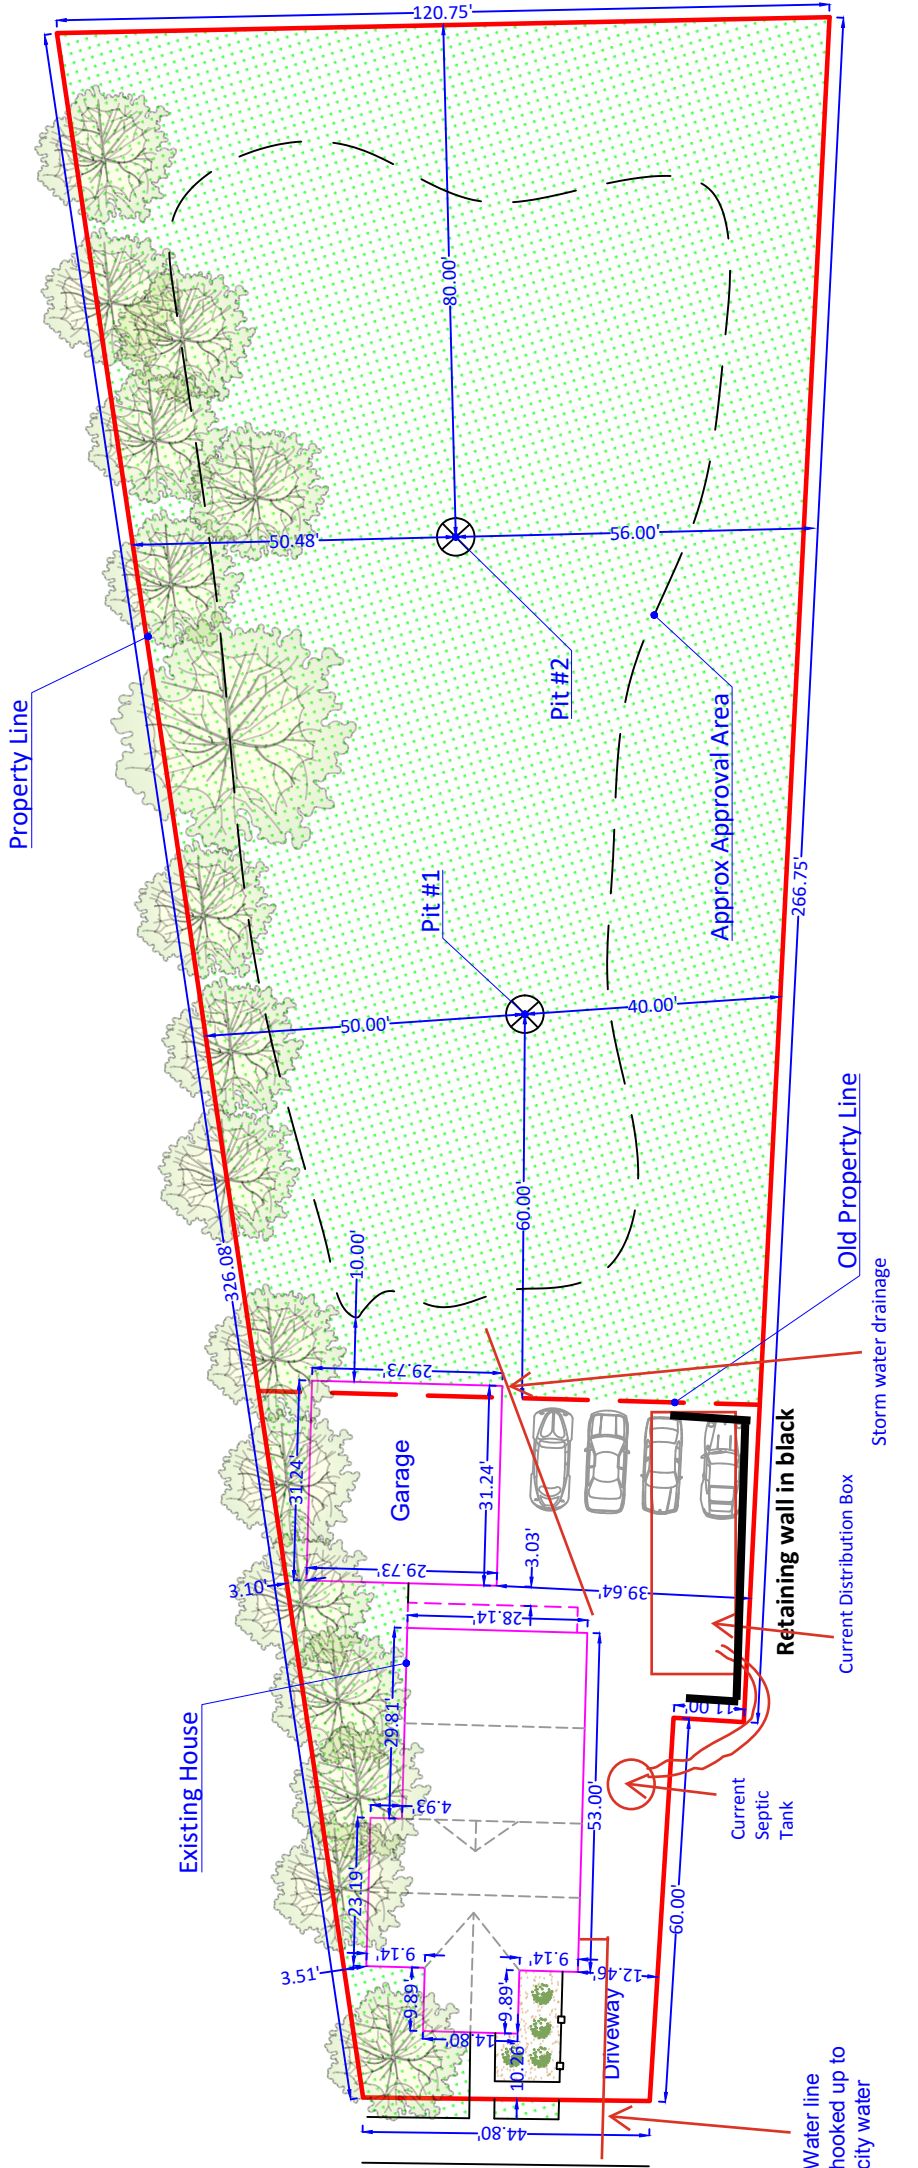 120.75'
80.00'
50.48'
56.00'
Property Line
Pit #2
Approx Approval Area
266.75'
Pit #1
50.00'
40.00'
Old Property Line
60.00'
326.08'
10.00'
Storm water drainage
29.73'
31.24'
Garage
31.24'
29.73'
3.03'
3.10'
39.64'
Retaining wall in black
Current Distribution Box
28.14'
Existing House
29.81'
11.00'
4.93'
53.00'
Current
Septic
Tank
23.19'
60.00'
9.14'
9.14'
12.46'
3.51'
9.89'
9.89'
14.80'
10.26'
Driveway
44.80'
Water line
hooked up to
city water